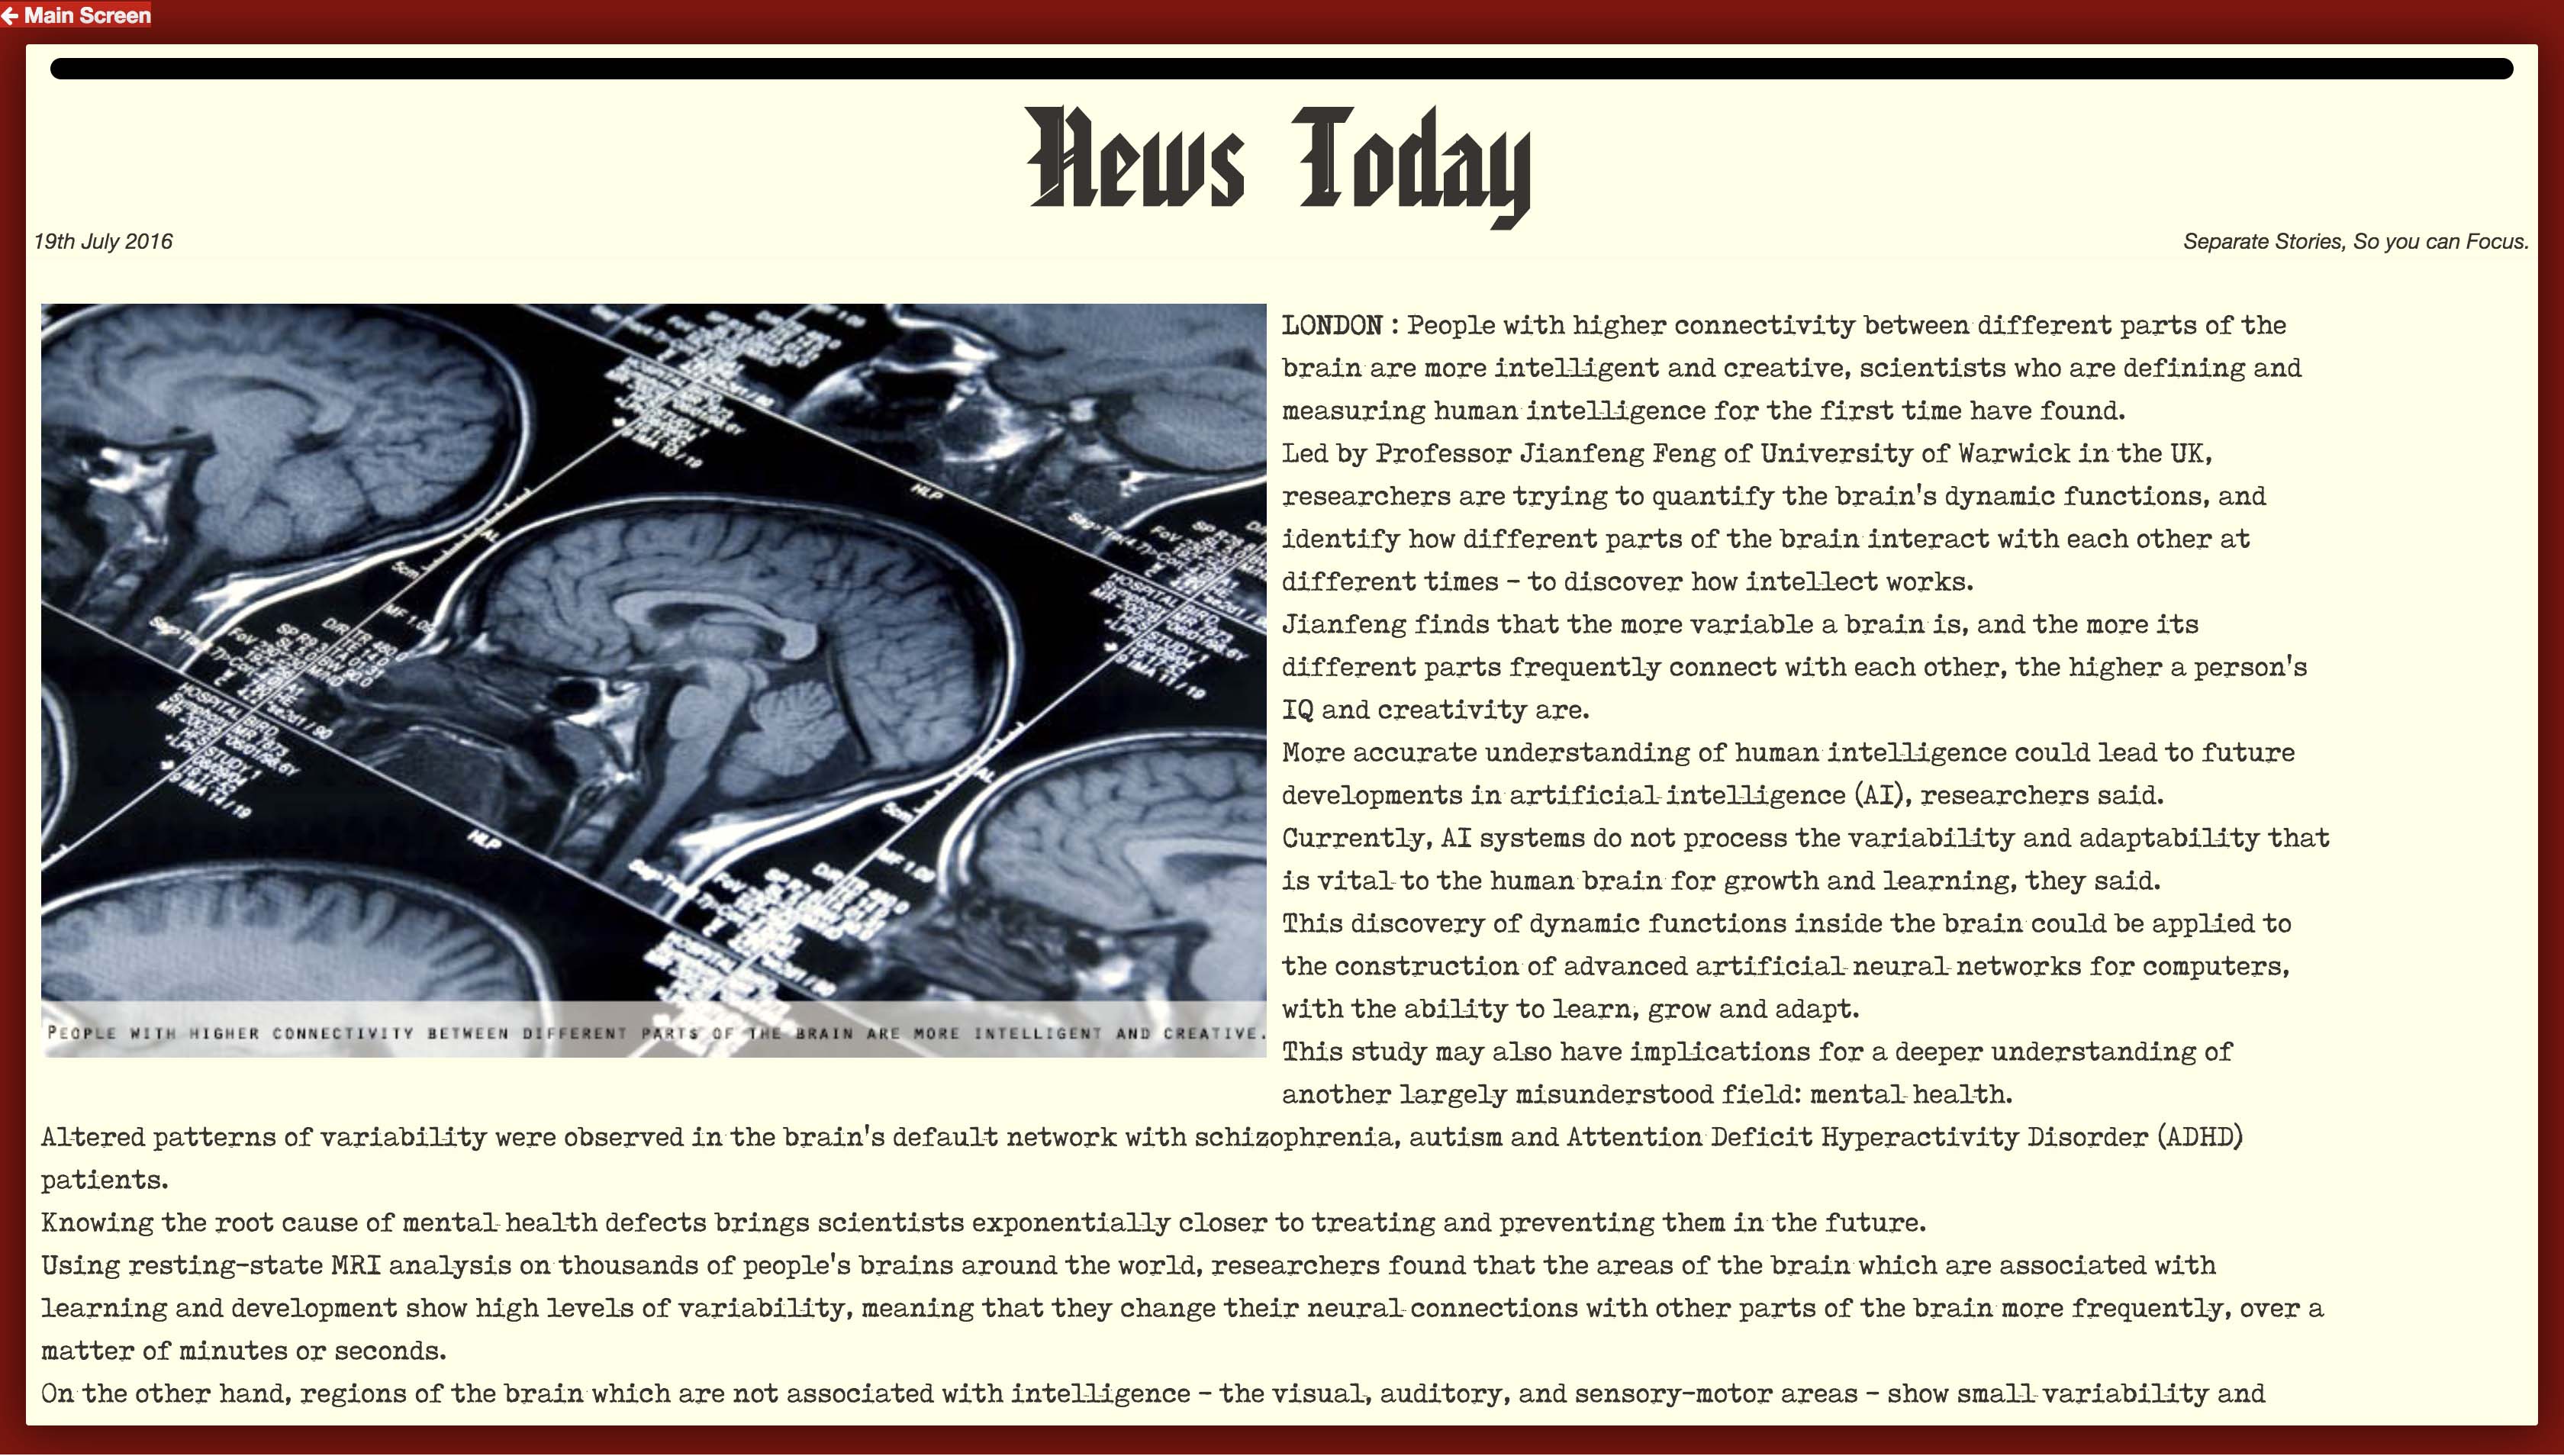 ← Main Screen
News Today
19th July 2016
Separate Stories, So you can Focus.
LONDON : People with higher connectivity between different parts of the
brain are more intelligent and creative, scientists who are defining and
measuring human intelligence for the first time have found.
Led by Professor Jianfeng Feng of University of Warwick in the UK,
researchers are trying to quantify the brain's dynamic functions, and
identify how different parts of the brain interact with each other at
different times - to discover how intellect works.
Jianfeng finds that the more variable a brain is, and the more its
different parts frequently connect with each other, the higher a person's
IQ and creativity are.
More accurate understanding of human intelligence could lead to future
developments in artificial intelligence (AI), researchers said.
Currently, AI systems do not process the variability and adaptability that
is vital to the human brain for growth and learning, they said.
This discovery of dynamic functions inside the brain could be applied to
the construction of advanced artificial neural networks for computers,
with the ability to learn, grow and adapt.
This study may also have implications for a deeper understanding of
another largely misunderstood field: mental health.
HLP
5cm
HLP
5cm
PEOPLE WITH HIGHER CONNECTIVITY BETWEEN DIFFERENT PARTS OF THE BRAIN ARE MORE INTELLIGENT AND CREATIVE.
Altered patterns of variability were observed in the brain's default network with schizophrenia, autism and Attention Deficit Hyperactivity Disorder (ADHD)
patients.
Knowing the root cause of mental health defects brings scientists exponentially closer to treating and preventing them in the future.
Using resting-state MRI analysis on thousands of people's brains around the world, researchers found that the areas of the brain which are associated with
learning and development show high levels of variability, meaning that they change their neural connections with other parts of the brain more frequently, over a
matter of minutes or seconds.
On the other hand, regions of the brain which are not associated with intelligence - the visual, auditory, and sensory-motor areas - show small variability and